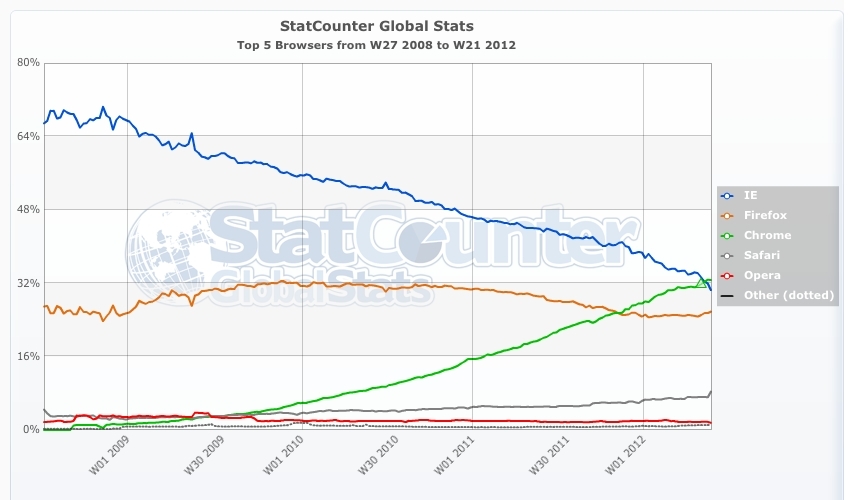 StatCounter Global Stats
Top 5 Browsers from W27 2008 to W21 2012
80%
64%
48%
32%
16%
0%
StatCounter
GlobalStats
IE
Firefox
Chrome
Safari
Opera
Other (dotted)
W01 2009
W30 2009
W01 2010
W30 2010
W01 2011
W30 2011
W01 2012